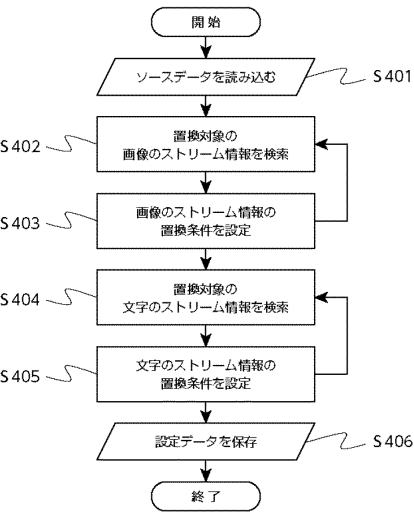 開始
ソースデータを読み込む
S401
置換対象の
画像のストリーム情報を検索
S402
画像のストリーム情報の
置換条件を設定
S403
置換対象の
文字のストリーム情報を検索
S404
文字のストリーム情報の
置換条件を設定
S405
設定データを保存
S406
終了